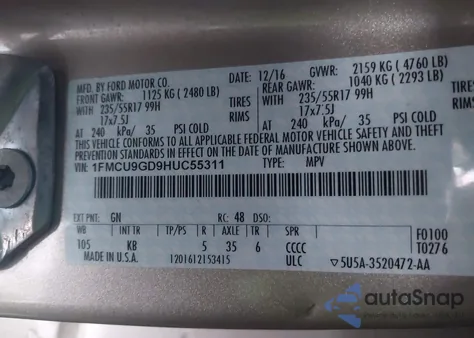 MFD. BY FORD MOTOR CO. DATE: 12/16 GVWR: 2159 KG ( 4760 LB)
FRONT GAWR: 1125 KG ( 2480 LB) REAR GAWR: 1040 KG ( 2293 LB)
WITH 235/55R17 99H TIRES WITH 235/55R17 99H TIRES
17x7.5J RIMS 17x7.5J RIMS
AT 240 kPa/ 35 PSI COLD AT 240 kPa/ 35 PSI COLD
THIS VEHICLE CONFORMS TO ALL APPLICABLE FEDERAL MOTOR VEHICLE SAFETY AND
THEFT PREVENTION STANDARDS IN EFFECT ON THE DATE OF MANUFACTURE SHOWN ABOVE.
VIN: 1FMCU9GD9HUC55311 TYPE: MPV
EXT PNT: GN RC: 48 DSO:
WB TP/PS R AXLE TR SPR F0100
105 KB 5 35 6 CCCC T0276
MADE IN U.S.A. 1201612153415 ULC ▽5U5A-3520472-AA
autoSnap